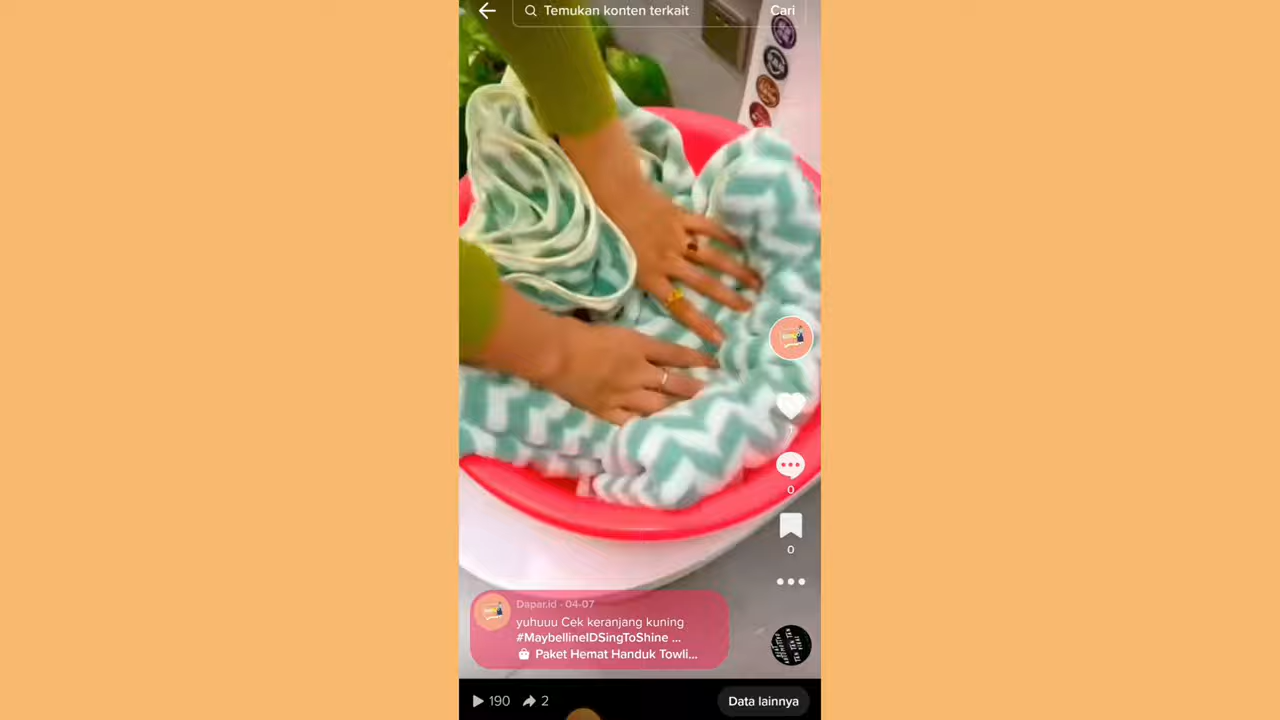 Temukan konten terkait
Cari
1
0
0
Dapar.id · 04-07
yuhuuu Cek keranjang kuning
#MaybellineIDSingToShine ...
Paket Hemat Handuk Towli...
190
2
Data lainnya